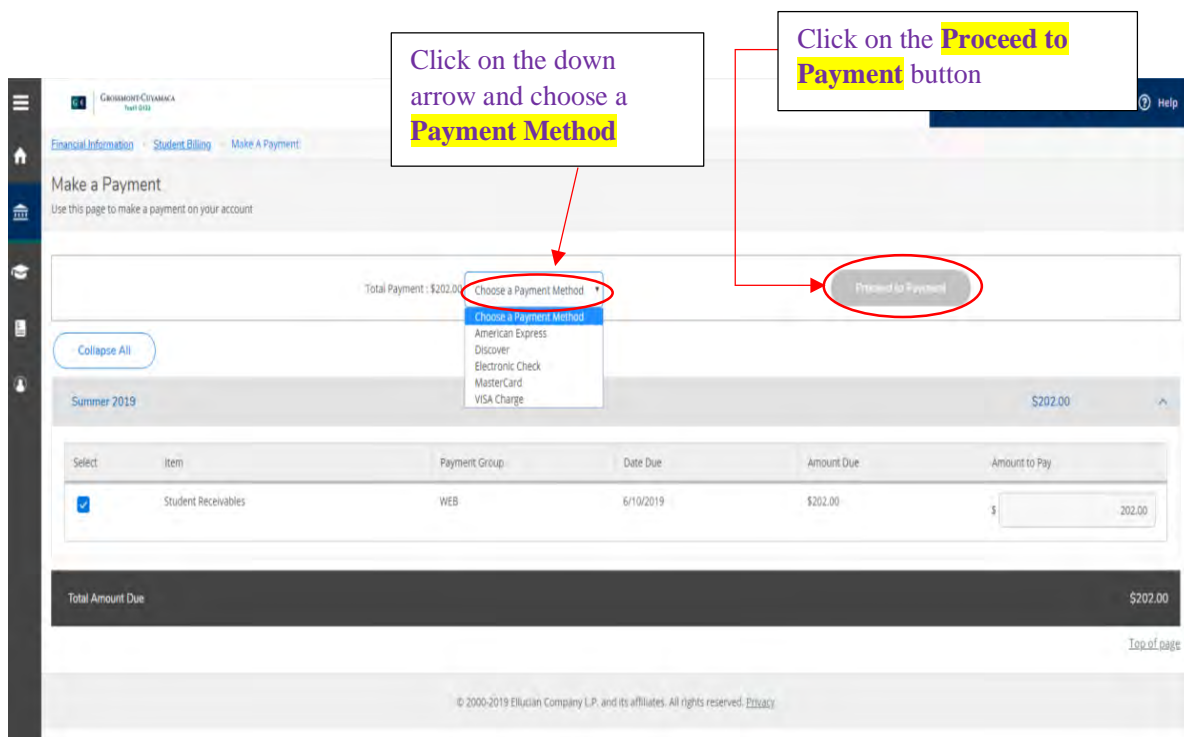 Click on the down
arrow and choose a
Payment Method
Click on the Proceed to
Payment button
GROSSMONT-CUYAMACA
Help
Financial Information Student Billing Make A Payment
Make a Payment
Use this page to make a payment on your account
Total Payment : $202.00 Choose a Payment Method Proceed to Payment
Choose a Payment Method
American Express
Discover
Electronic Check
MasterCard
VISA Charge
Collapse All
Summer 2019 $202.00
Select Item Payment Group Date Due Amount Due Amount to Pay
Student Receivables WEB 6/10/2019 $202.00 $ 202.00
Total Amount Due $202.00
Top of page
© 2000-2019 Ellucian Company L.P. and its affiliates. All rights reserved. Privacy